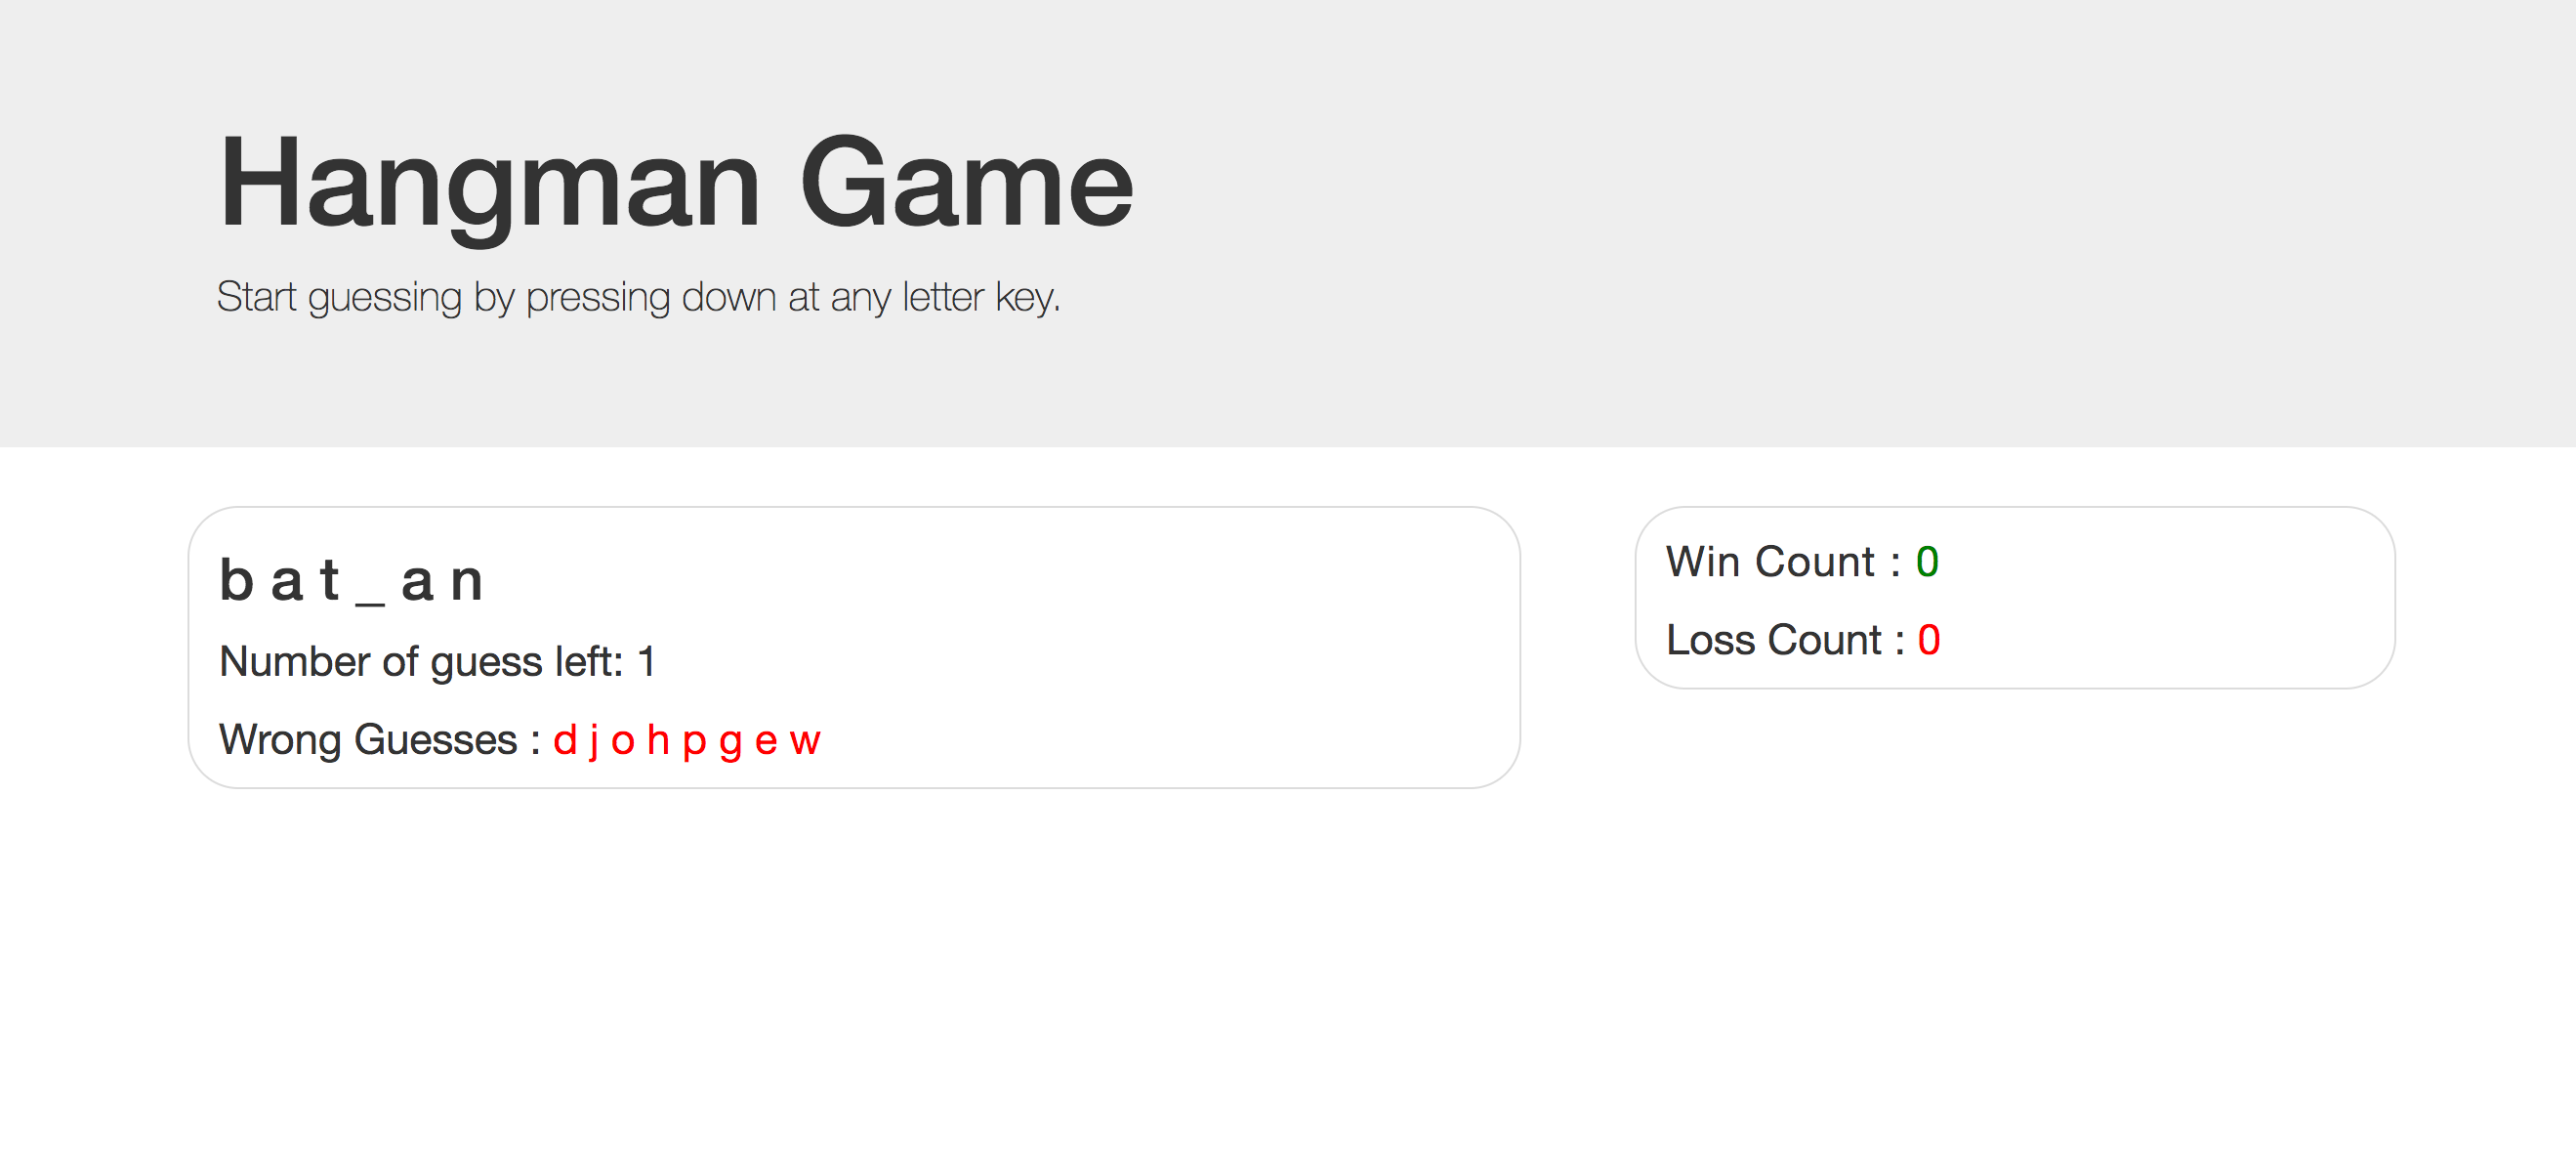 Hangman Game
Start guessing by pressing down at any letter key.
b a t _ a n
Number of guess left: 1
Wrong Guesses : d j o h p g e w
Win Count : 0
Loss Count : 0